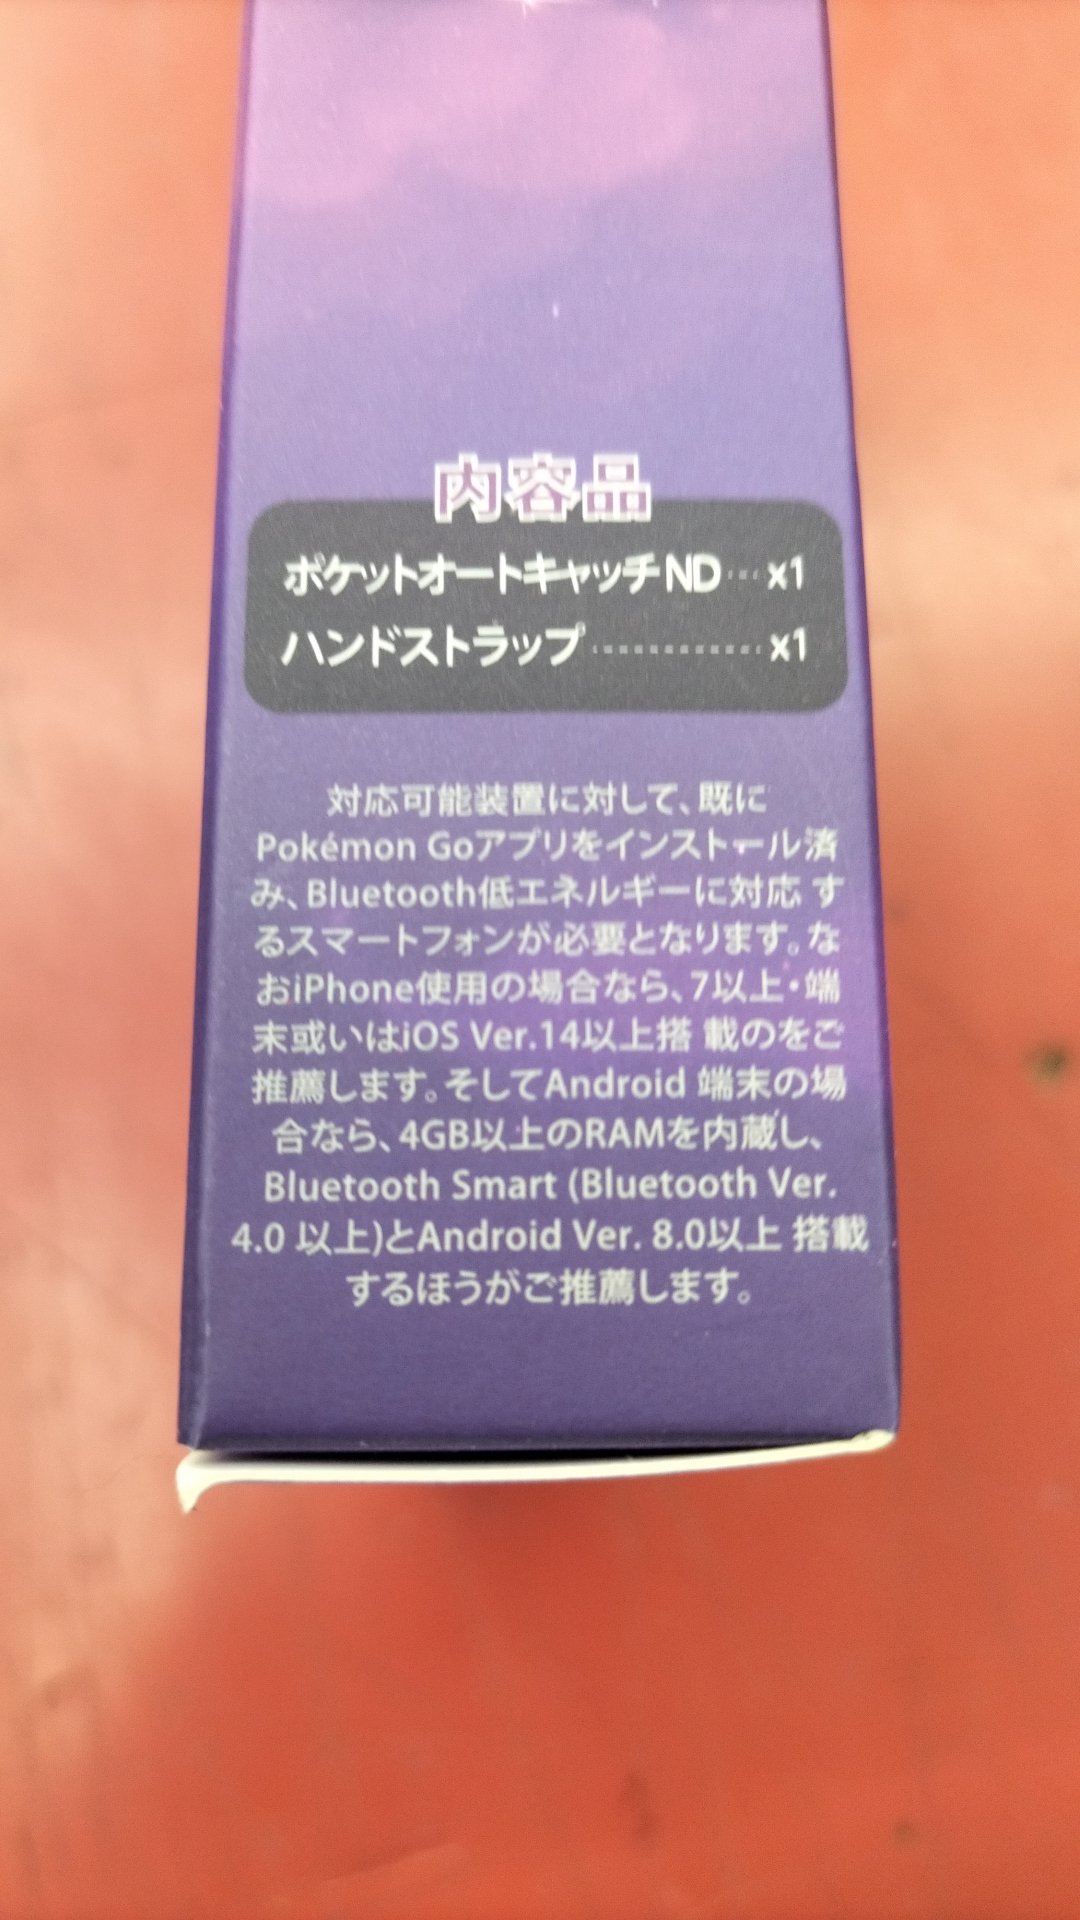 内容品
ポケットオートキャッチND x1
ハンドストラップ x1
対応可能装置に対して、既に
Pokémon Goアプリをインストール済
み、Bluetooth低エネルギーに対応 す
るスマートフォンが必要となります。な
おiPhone使用の場合なら、7以上・端
末或いはiOS Ver.14以上搭 載のをご
推薦します。そしてAndroid 端末の場
合なら、4GB以上のRAMを内蔵し、
Bluetooth Smart (Bluetooth Ver.
4.0 以上)とAndroid Ver. 8.0以上 搭載
するほうがご推薦します。